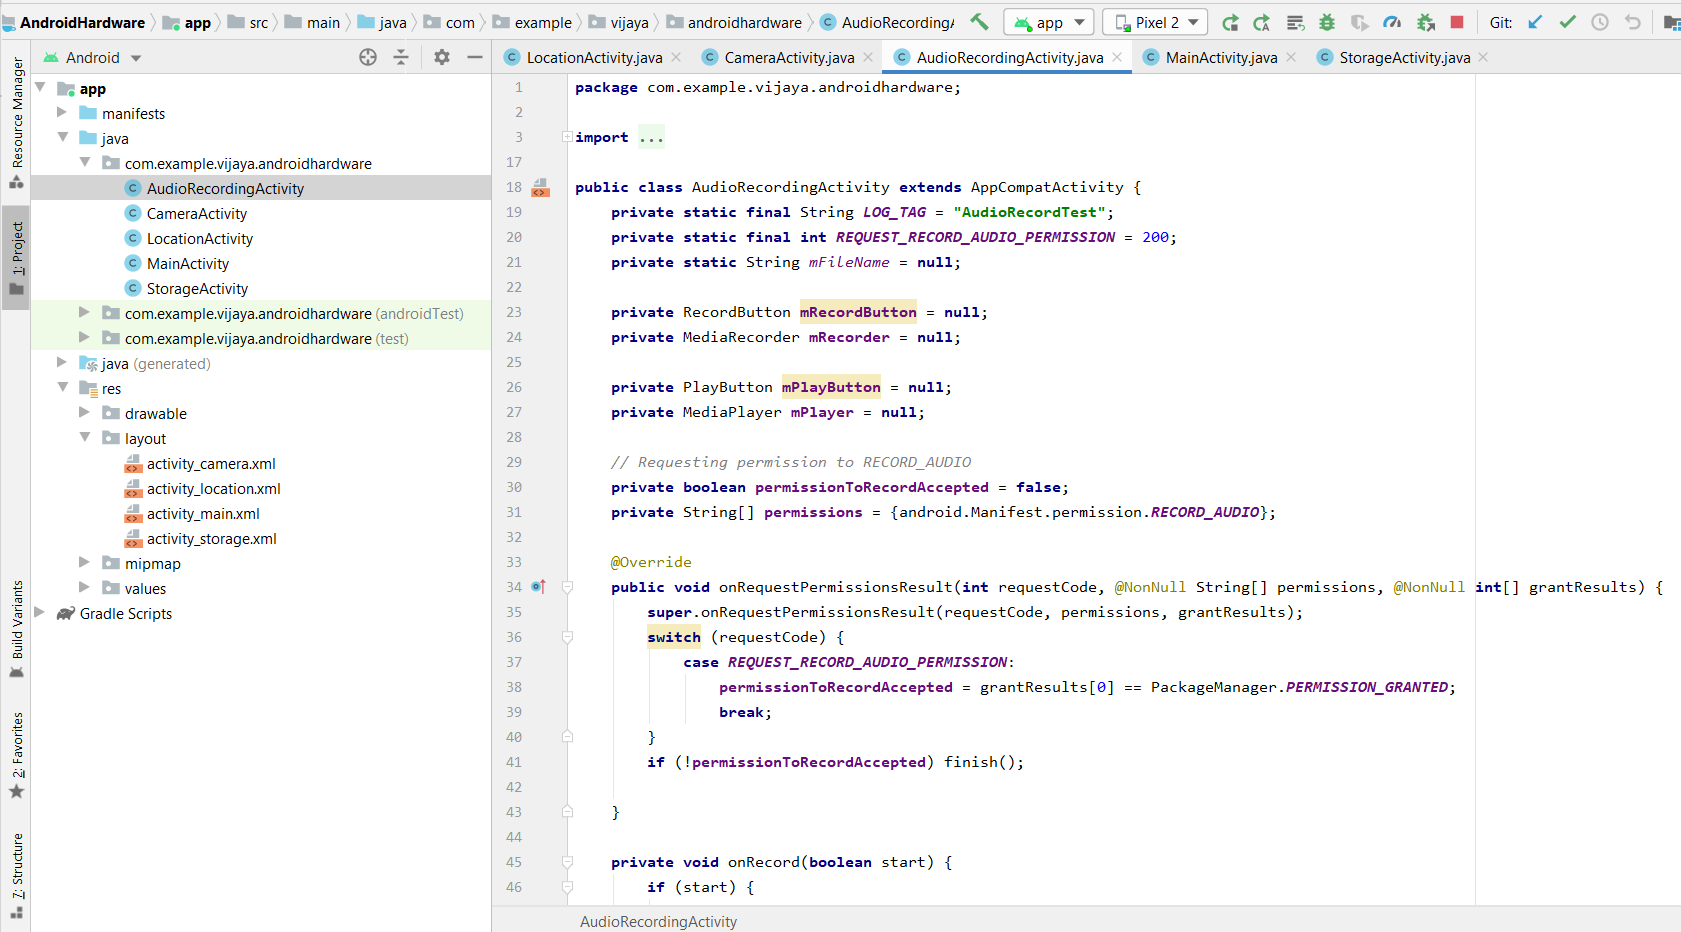 AndroidHardware app src main java com example vijaya androidhardware AudioRecordingA app Pixel 2 Git:
Android
LocationActivity.java CameraActivity.java AudioRecordingActivity.java MainActivity.java StorageActivity.java
Resource Manager
1: Project
Build Variants
2: Favorites
7: Structure
app
manifests
java
com.example.vijaya.androidhardware
AudioRecordingActivity
CameraActivity
LocationActivity
MainActivity
StorageActivity
com.example.vijaya.androidhardware (androidTest)
com.example.vijaya.androidhardware (test)
java (generated)
res
drawable
layout
activity_camera.xml
activity_location.xml
activity_main.xml
activity_storage.xml
mipmap
values
Gradle Scripts
1 package com.example.vijaya.androidhardware;
2
3 import ...
17
18 public class AudioRecordingActivity extends AppCompatActivity {
19 private static final String LOG_TAG = "AudioRecordTest";
20 private static final int REQUEST_RECORD_AUDIO_PERMISSION = 200;
21 private static String mFileName = null;
22
23 private RecordButton mRecordButton = null;
24 private MediaRecorder mRecorder = null;
25
26 private PlayButton mPlayButton = null;
27 private MediaPlayer mPlayer = null;
28
29 // Requesting permission to RECORD_AUDIO
30 private boolean permissionToRecordAccepted = false;
31 private String[] permissions = {android.Manifest.permission.RECORD_AUDIO};
32
33 @Override
34 public void onRequestPermissionsResult(int requestCode, @NonNull String[] permissions, @NonNull int[] grantResults) {
35 super.onRequestPermissionsResult(requestCode, permissions, grantResults);
36 switch (requestCode) {
37 case REQUEST_RECORD_AUDIO_PERMISSION:
38 permissionToRecordAccepted = grantResults[0] == PackageManager.PERMISSION_GRANTED;
39 break;
40 }
41 if (!permissionToRecordAccepted) finish();
42
43 }
44
45 private void onRecord(boolean start) {
46 if (start) {
AudioRecordingActivity